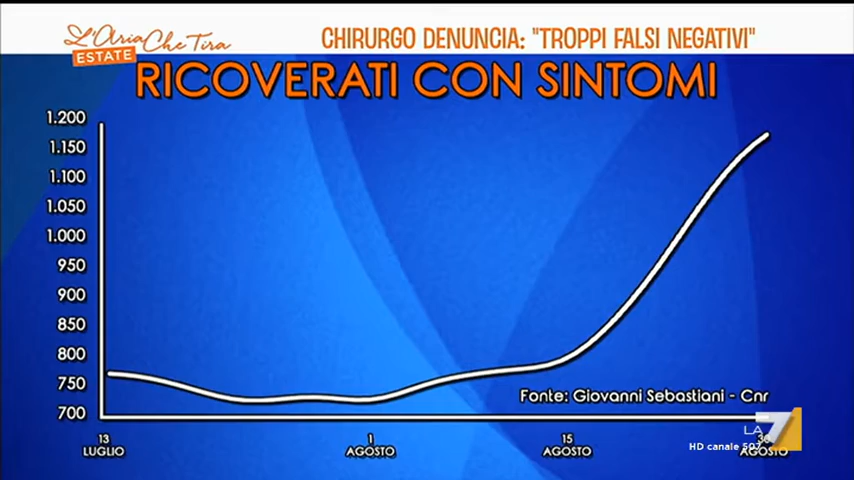 L'Aria Che Tira
ESTATE
CHIRURGO DENUNCIA: "TROPPI FALSI NEGATIVI"
RICOVERATI CON SINTOMI
1.200
1.150
1.100
1.050
1.000
950
900
850
800
750
700
Fonte: Giovanni Sebastiani - Cnr
13
LUGLIO
1
AGOSTO
15
AGOSTO
AGOSTO
LA 7
HD canale 507